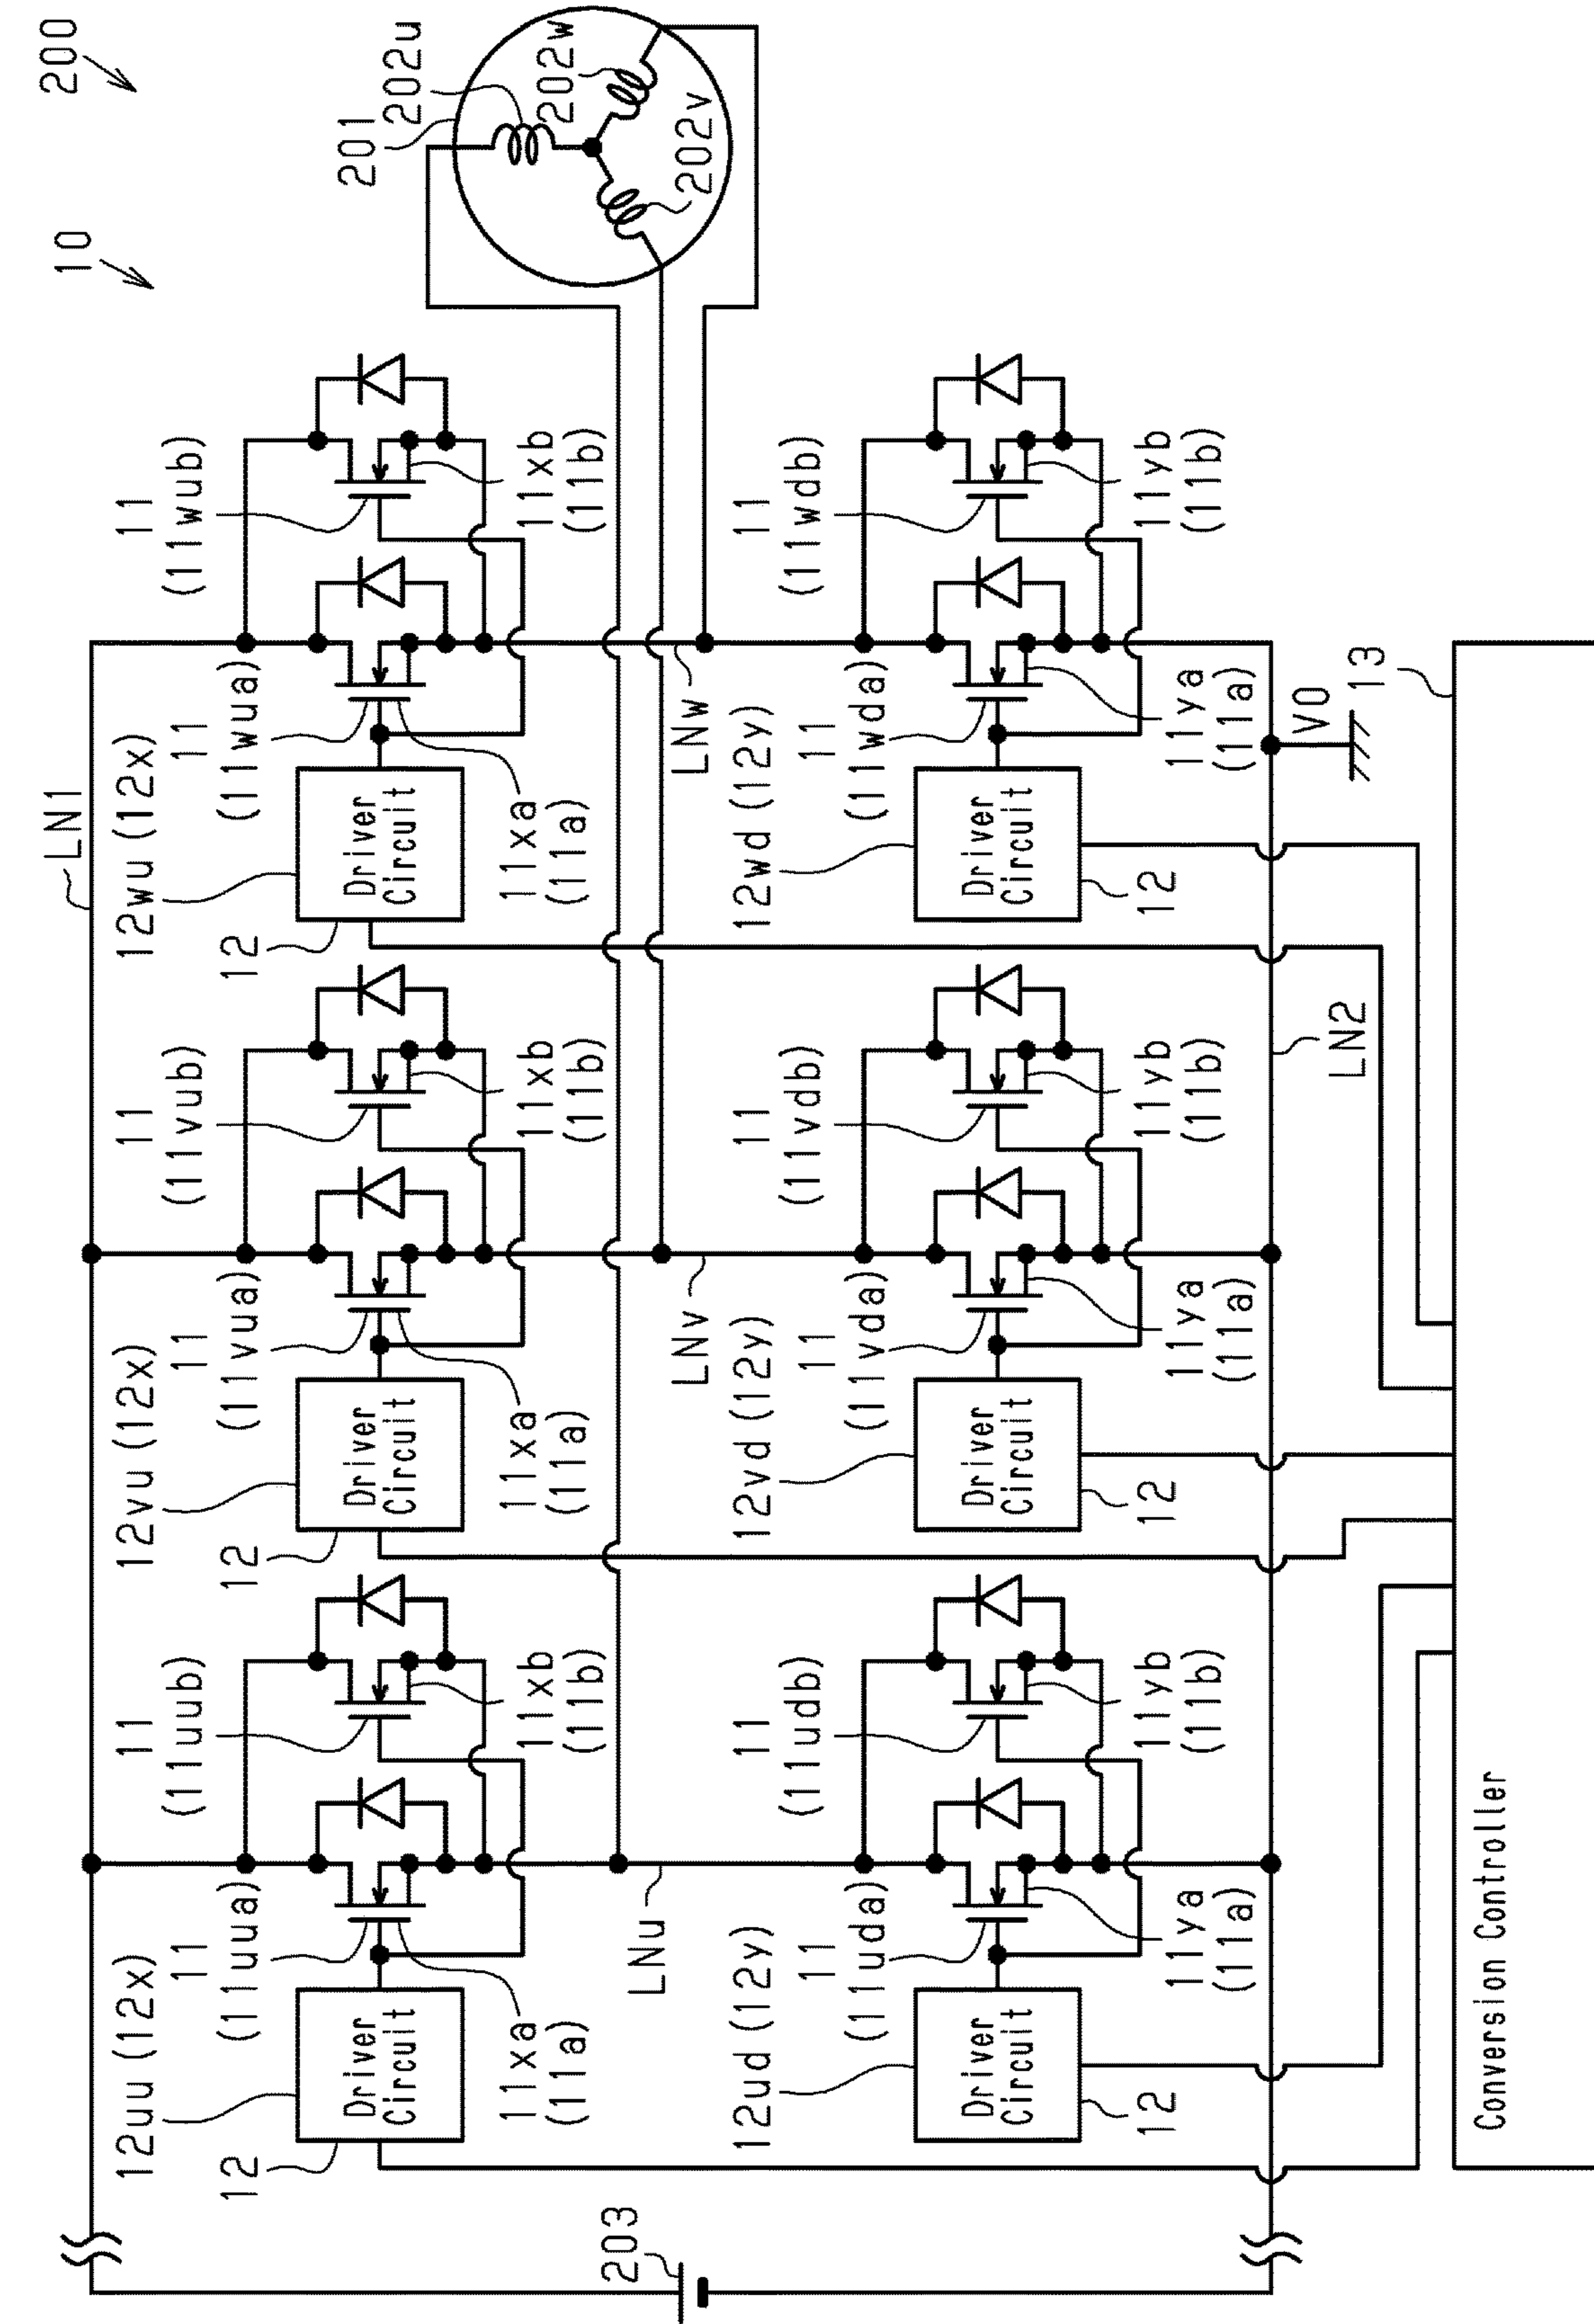 200
10
LN1
201
202u
202w
202v
12uu (12x)
11
(11uua)
11
(11uub)
12
Driver
Circuit
11xa
(11a)
11xb
(11b)
12vu (12x)
11
(11vua)
11
(11vub)
12
Driver
Circuit
11xa
(11a)
11xb
(11b)
12wu (12x)
11
(11wua)
11
(11wub)
12
Driver
Circuit
11xa
(11a)
11xb
(11b)
203
LNu
LNv
LNw
12ud (12y)
11
(11uda)
11
(11udb)
Driver
Circuit
12
11ya
(11a)
11yb
(11b)
12vd (12y)
11
(11vda)
11
(11vdb)
Driver
Circuit
12
11ya
(11a)
11yb
(11b)
12wd (12y)
11
(11wda)
11
(11wdb)
Driver
Circuit
12
11ya
(11a)
11yb
(11b)
LN2
V0
13
Conversion Controller